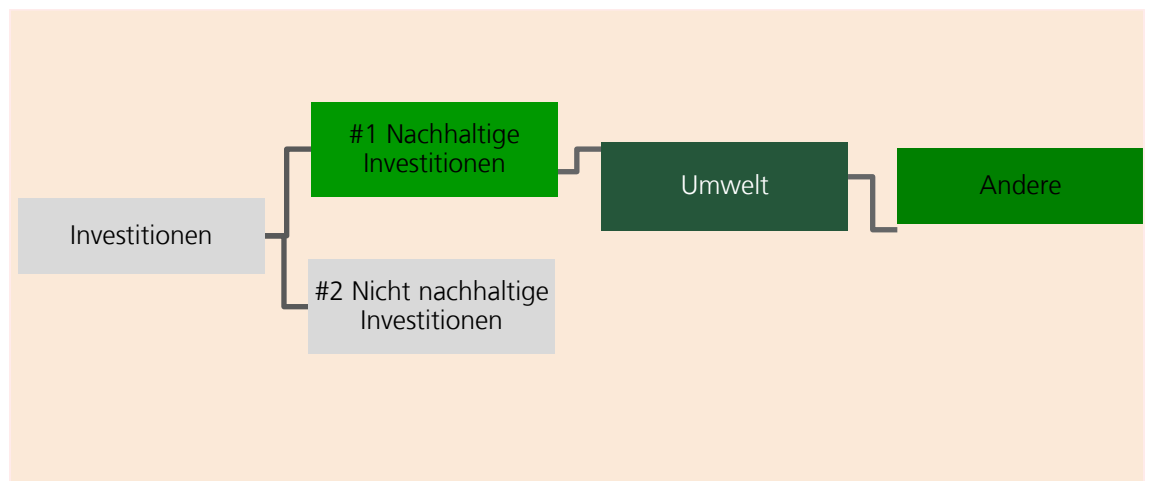 #1 Nachhaltige
Investitionen
Umwelt
Andere
Investitionen
#2 Nicht nachhaltige
Investitionen